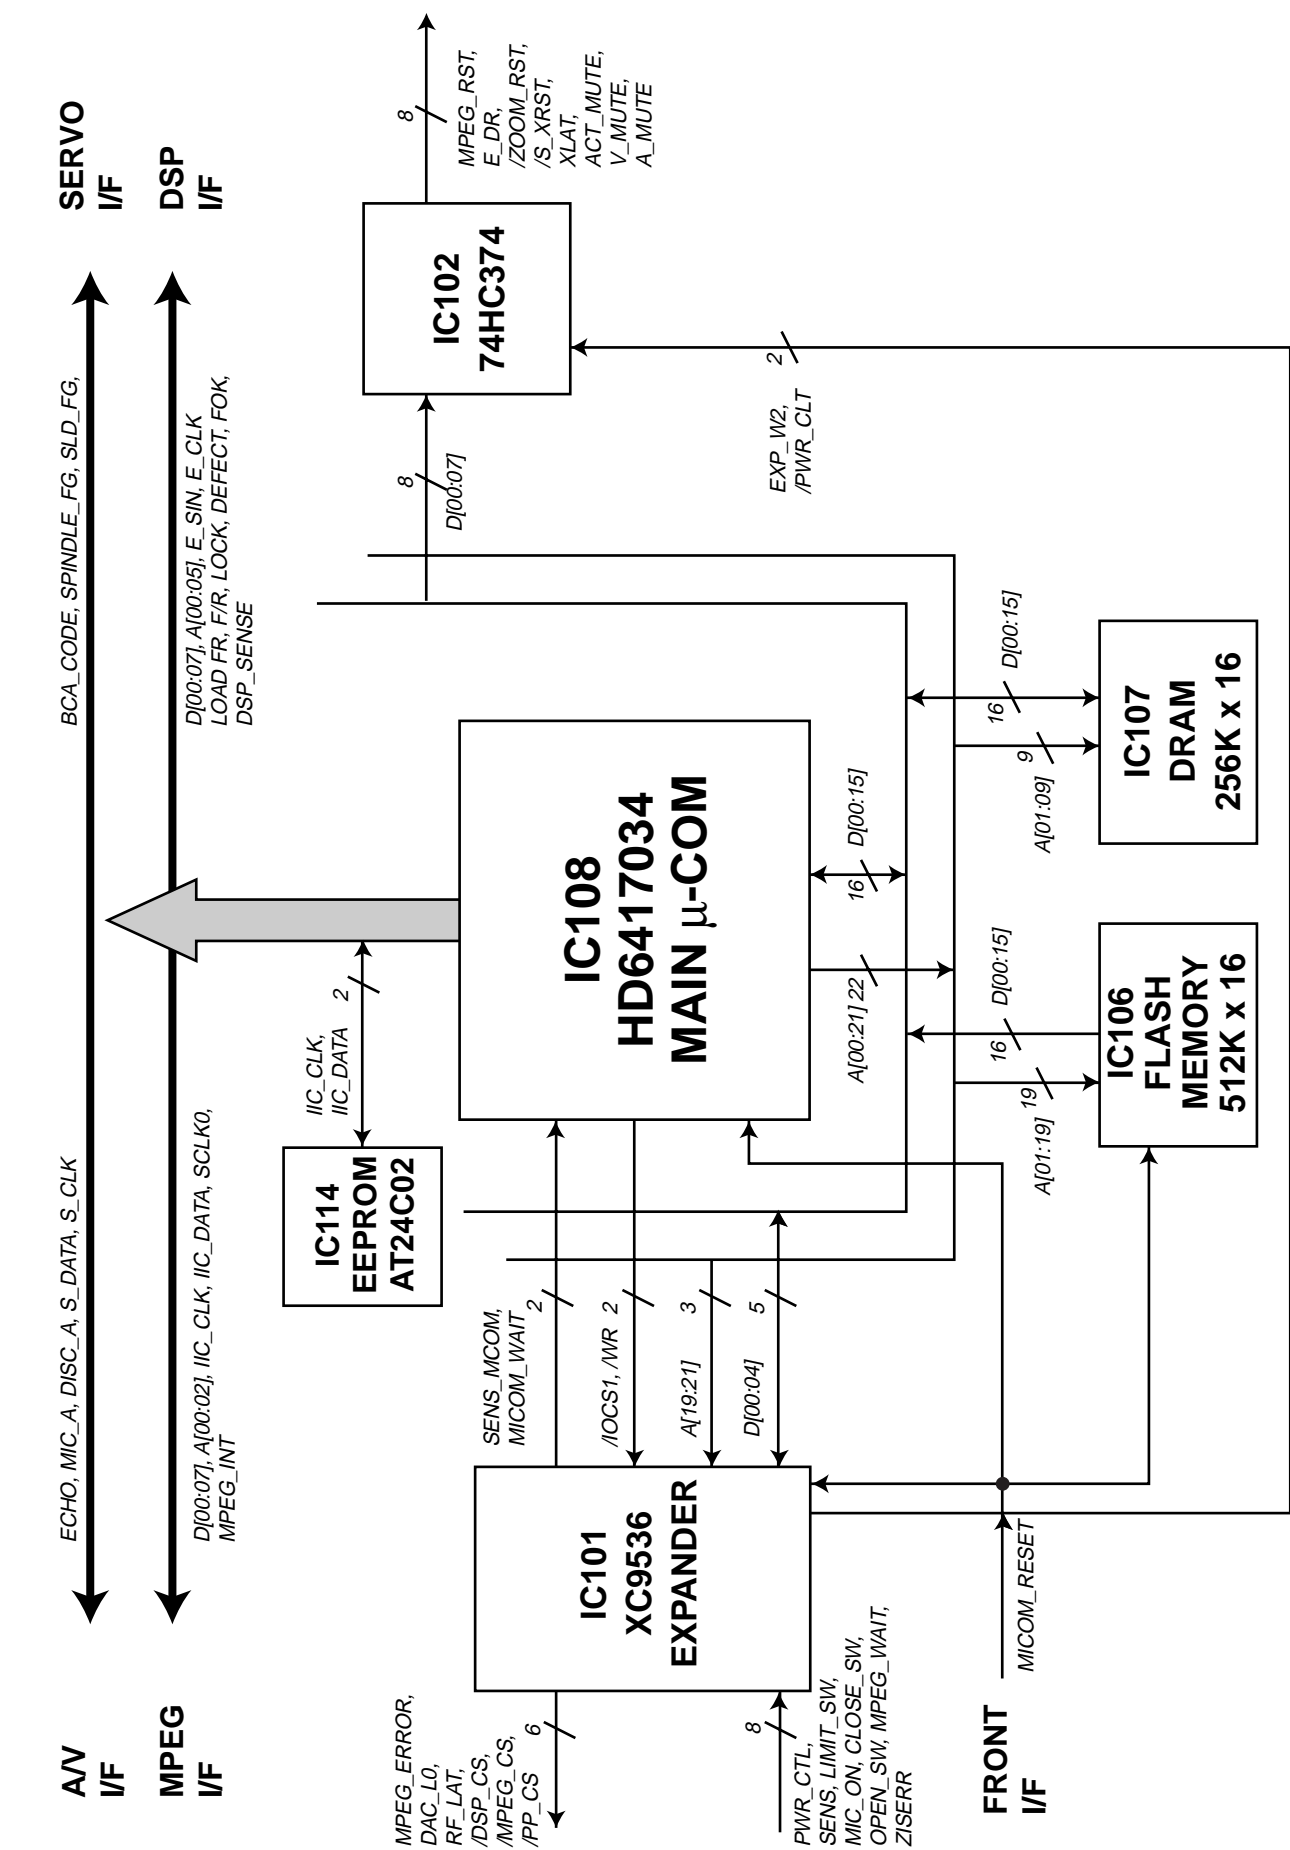 A/V
I/F
ECHO, MIC_A, DISC_A, S_DATA, S_CLK
BCA_CODE, SPINDLE_FG, SLD_FG,
SERVO
I/F
MPEG
I/F
D[00:07], A[00:02], IIC_CLK, IIC_DATA, SCLK0,
MPEG_INT
D[00:07], A[00:05], E_SIN, E_CLK
LOAD FR, F/R, LOCK, DEFECT, FOK,
DSP_SENSE
DSP
I/F
IC114
EEPROM
AT24C02
IIC_CLK,
IIC_DATA
2
8
D[00:07]
IC102
74HC374
8
MPEG_RST,
E_DR,
/ZOOM_RST,
/S_XRST,
XLAT,
ACT_MUTE,
V_MUTE,
A_MUTE
MPEG_ERROR,
DAC_L0,
RF_LAT,
/DSP_CS,
/MPEG_CS,
/PP_CS
6
IC101
XC9536
EXPANDER
SENS_MCOM,
MICOM_WAIT
2
/IOCS1, /WR 2
A[19:21]
3
D[00:04]
5
IC108
HD6417034
MAIN μ-COM
EXP_W2,
/PWR_CLT
2
8
PWR_CTL,
SENS, LIMIT_SW,
MIC_ON, CLOSE_SW,
OPEN_SW, MPEG_WAIT,
ZISERR
A[00:21] 22
16
D[00:15]
FRONT
I/F
MICOM_RESET
A[01:19]
19
16
D[00:15]
A[01:09]
9
16
D[00:15]
IC106
FLASH
MEMORY
512K x 16
IC107
DRAM
256K x 16